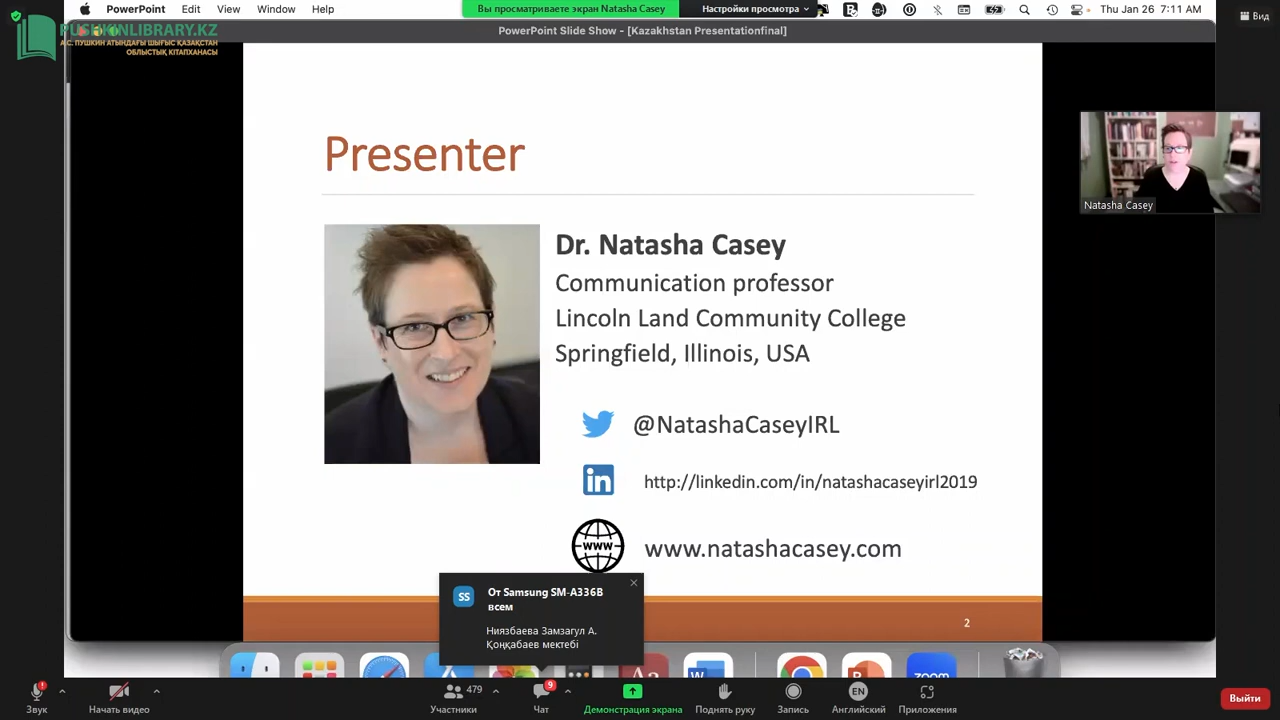 PowerPoint Edit View Window Help
Вы просматриваете экран Natasha Casey
Настройки просмотра
Thu Jan 26 7:11 AM
Вид
PUSHKINLIBRARY.KZ
А.С. ПУШКИН АТЫНДАҒЫ ШЫҒЫС ҚАЗАҚСТАН
ОБЛЫСТЫҚ КІТАПХАНАСЫ
PowerPoint Slide Show - [Kazakhstan Presentationfinal]
Presenter
Natasha Casey
Dr. Natasha Casey
Communication professor
Lincoln Land Community College
Springfield, Illinois, USA
@NatashaCaseyIRL
in
http://linkedin.com/in/natashacaseyirl2019
WWW
www.natashacasey.com
SS
От Samsung SM-A336B
всем
Ниязбаева Замзагул А.
Қонқабаев мектебі
2
zoom
479
9
EN
Звук
Начать видео
Участники
Чат
Демонстрация экрана
Поднять руку
Запись
Английский
Приложения
Выйти